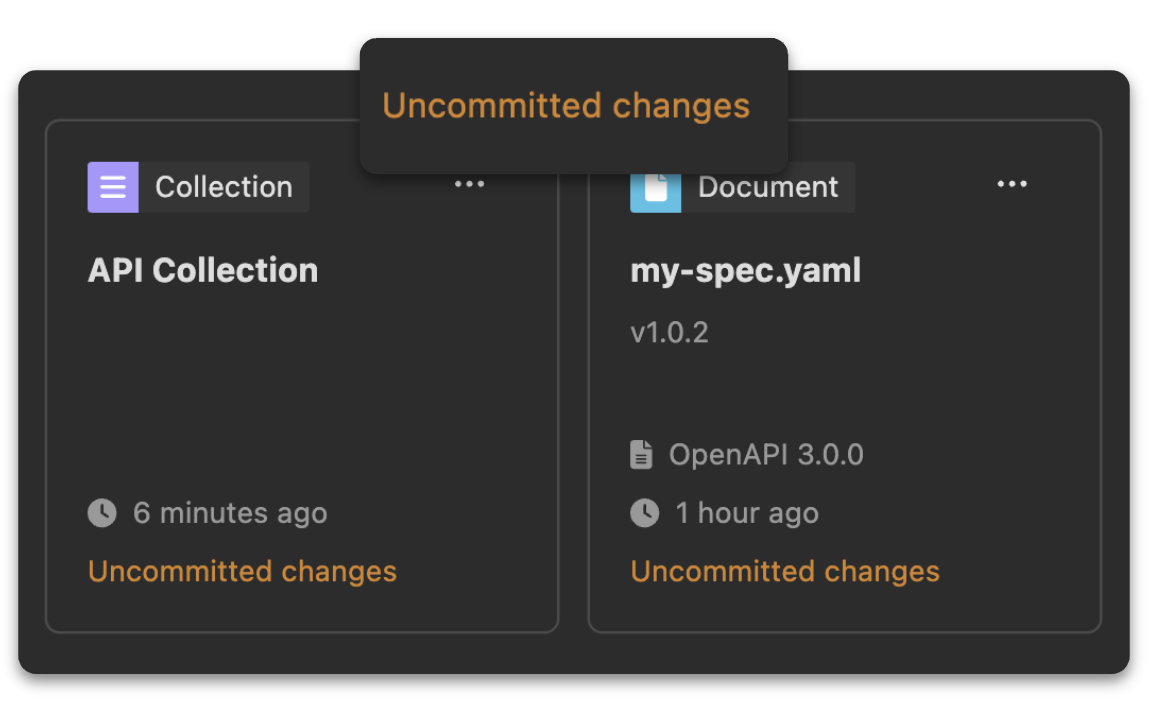 Uncommitted changes
Collection
API Collection
6 minutes ago
Uncommitted changes
Document
my-spec.yaml
v1.0.2
OpenAPI 3.0.0
1 hour ago
Uncommitted changes